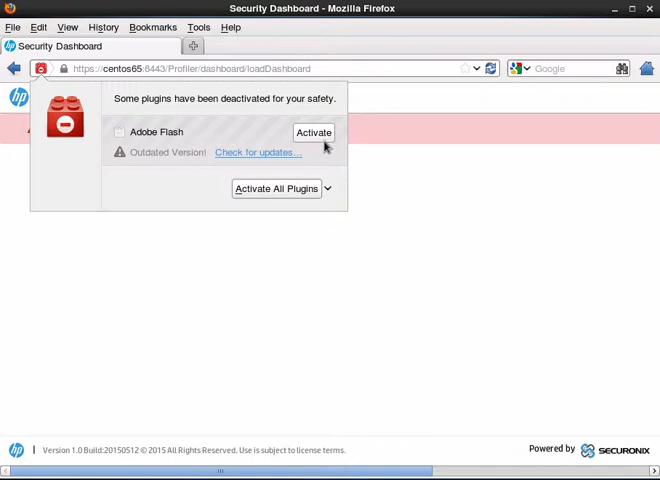 Security Dashboard - Mozilla Firefox
File Edit View History Bookmarks Tools Help
hp Security Dashboard
https://centos65:8443/Profiler/dashboard/loadDashboard
Google
hp
Some plugins have been deactivated for your safety.
Adobe Flash
Activate
Outdated Version! Check for updates...
Activate All Plugins
hp | Version 1.0 Build:20150512 © 2015 All Rights Reserved. Use is subject to license terms.
Powered by SECURONIX